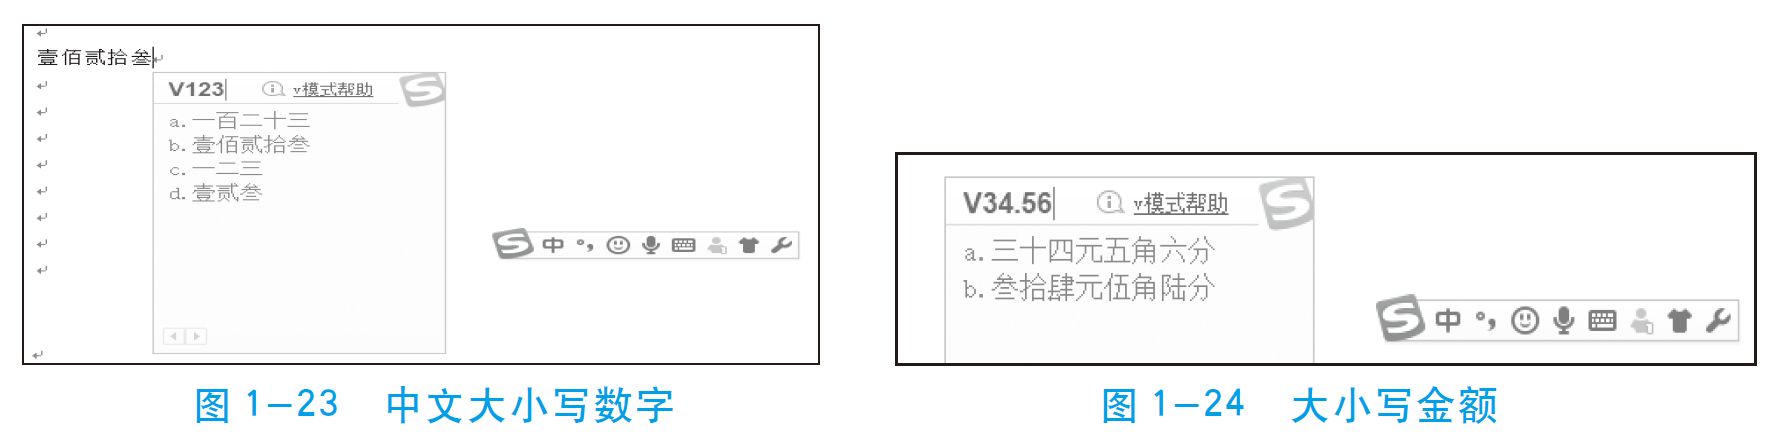 壹佰贰拾叁
V123 v模式帮助
a. 一百二十三
b. 壹佰贰拾叁
c. 一二三
d. 壹贰叁
中 °,
图 1-23 中文大小写数字
V34.56 v模式帮助
a. 三十四元五角六分
b. 叁拾肆元伍角陆分
中 °,
图 1-24 大小写金额